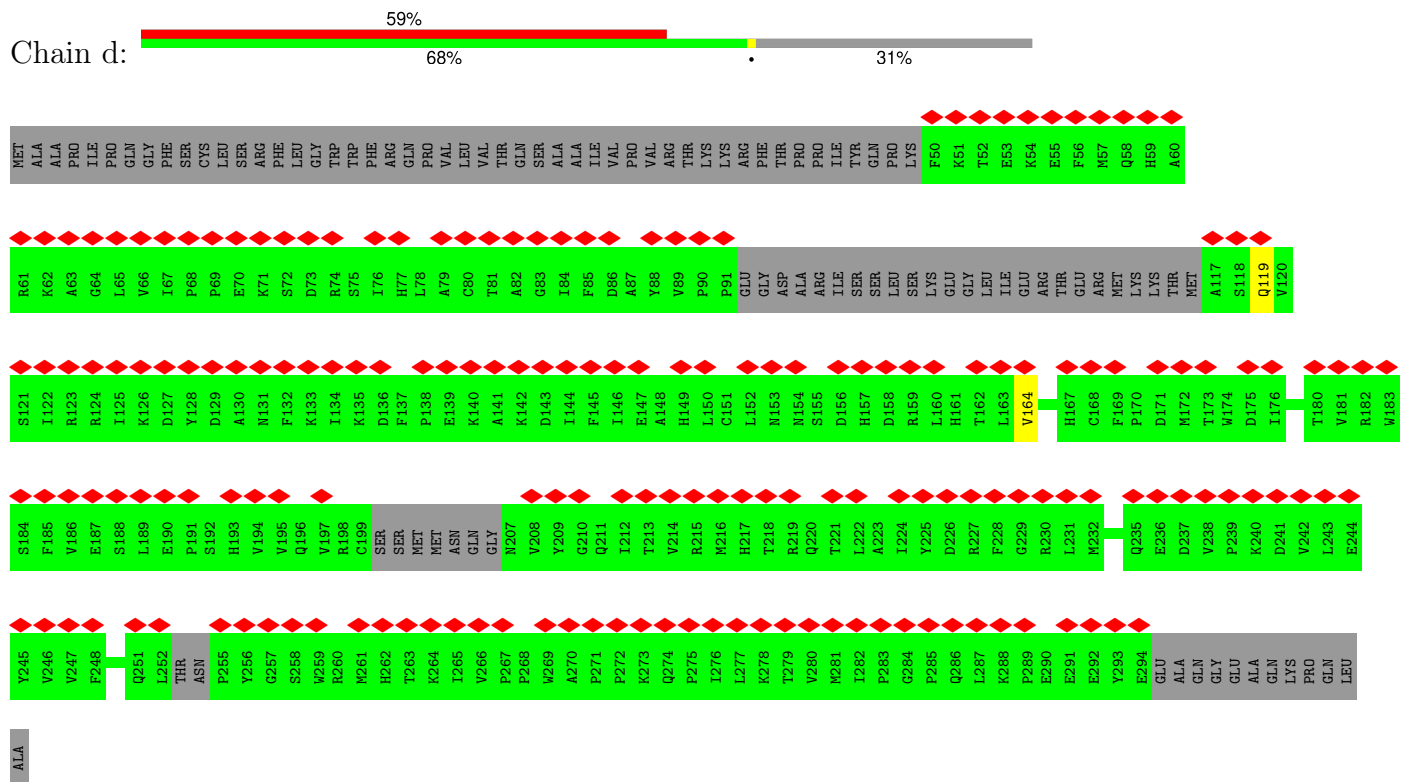 59%
Chain d:
68% • 31%
MET ALA ALA PRO ILE PRO GLN GLY PHE SER CYS LEU SER ARG PHE LEU GLY TRP TRP PHE ARG GLN PRO VAL LEU VAL THR GLN SER ALA ALA ILE VAL PRO VAL ARG THR LYS LYS ARG PHE THR PRO PRO ILE TYR GLN PRO LYS F50 K51 T52 E53 K54 E55 F56 M57 Q58 H59 A60
R61 K62 A63 G64 L65 V66 I67 P68 P69 E70 K71 S72 D73 R74 S75 I76 H77 L78 A79 C80 T81 A82 G83 I84 F85 D86 A87 Y88 V89 P90 P91 GLU GLY ASP ALA ARG ILE SER SER LEU SER LYS GLU GLY LEU ILE GLU ARG THR GLU ARG MET LYS LYS THR MET A117 S118 Q119 V120
S121 I122 R123 R124 I125 K126 D127 Y128 D129 A130 N131 F132 K133 I134 K135 D136 F137 P138 E139 K140 A141 K142 D143 I144 F145 I146 E147 A148 H149 L150 C151 L152 N153 N154 S155 D156 H157 D158 R159 L160 H161 T162 L163 V164 H167 C168 F169 P170 D171 M172 T173 W174 D175 I176 T180 V181 R182 W183
S184 F185 V186 E187 S188 L189 E190 P191 S192 H193 V194 V195 Q196 V197 R198 C199 SER SER MET MET ASN GLN GLY N207 V208 Y209 G210 Q211 I212 T213 V214 R215 M216 H217 T218 R219 Q220 T221 L222 A223 I224 Y225 D226 R227 F228 G229 R230 L231 M232 Q235 E236 D237 V238 P239 K240 D241 V242 L243 E244
Y245 V246 V247 F248 Q251 L252 THR ASN P255 Y256 G257 S258 W259 R260 M261 H262 T263 K264 I265 V266 P267 P268 W269 A270 P271 P272 K273 Q274 P275 I276 L277 K278 T279 V280 M281 I282 P283 G284 P285 Q286 L287 K288 P289 E290 E291 E292 Y293 E294 GLU ALA GLN GLY GLU ALA GLN LYS PRO GLN LEU
ALA